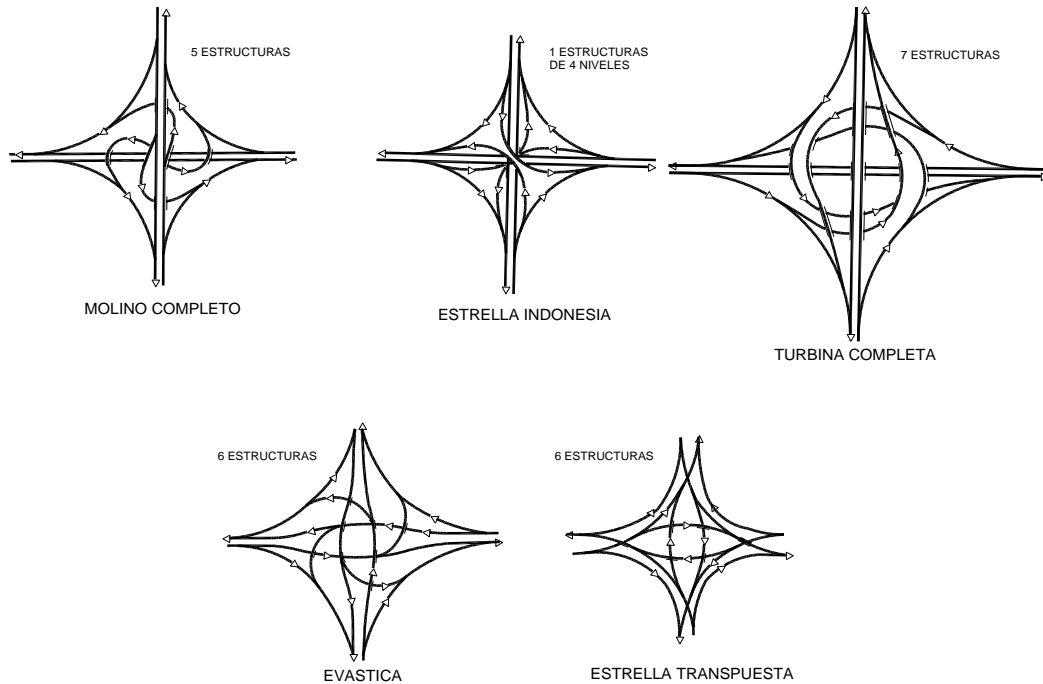 5 ESTRUCTURAS
1 ESTRUCTURAS
DE 4 NIVELES
7 ESTRUCTURAS
MOLINO COMPLETO
ESTRELLA INDONESIA
TURBINA COMPLETA
6 ESTRUCTURAS
6 ESTRUCTURAS
EVASTICA
ESTRELLA TRANSPUESTA